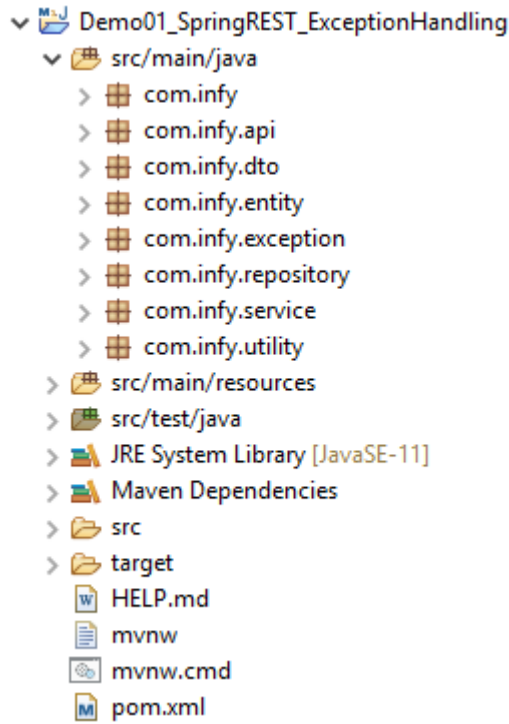 Demo01_SpringREST_ExceptionHandling
src/main/java
com.infy
com.infy.api
com.infy.dto
com.infy.entity
com.infy.exception
com.infy.repository
com.infy.service
com.infy.utility
src/main/resources
src/test/java
JRE System Library [JavaSE-11]
Maven Dependencies
src
target
HELP.md
mvnw
mvnw.cmd
pom.xml